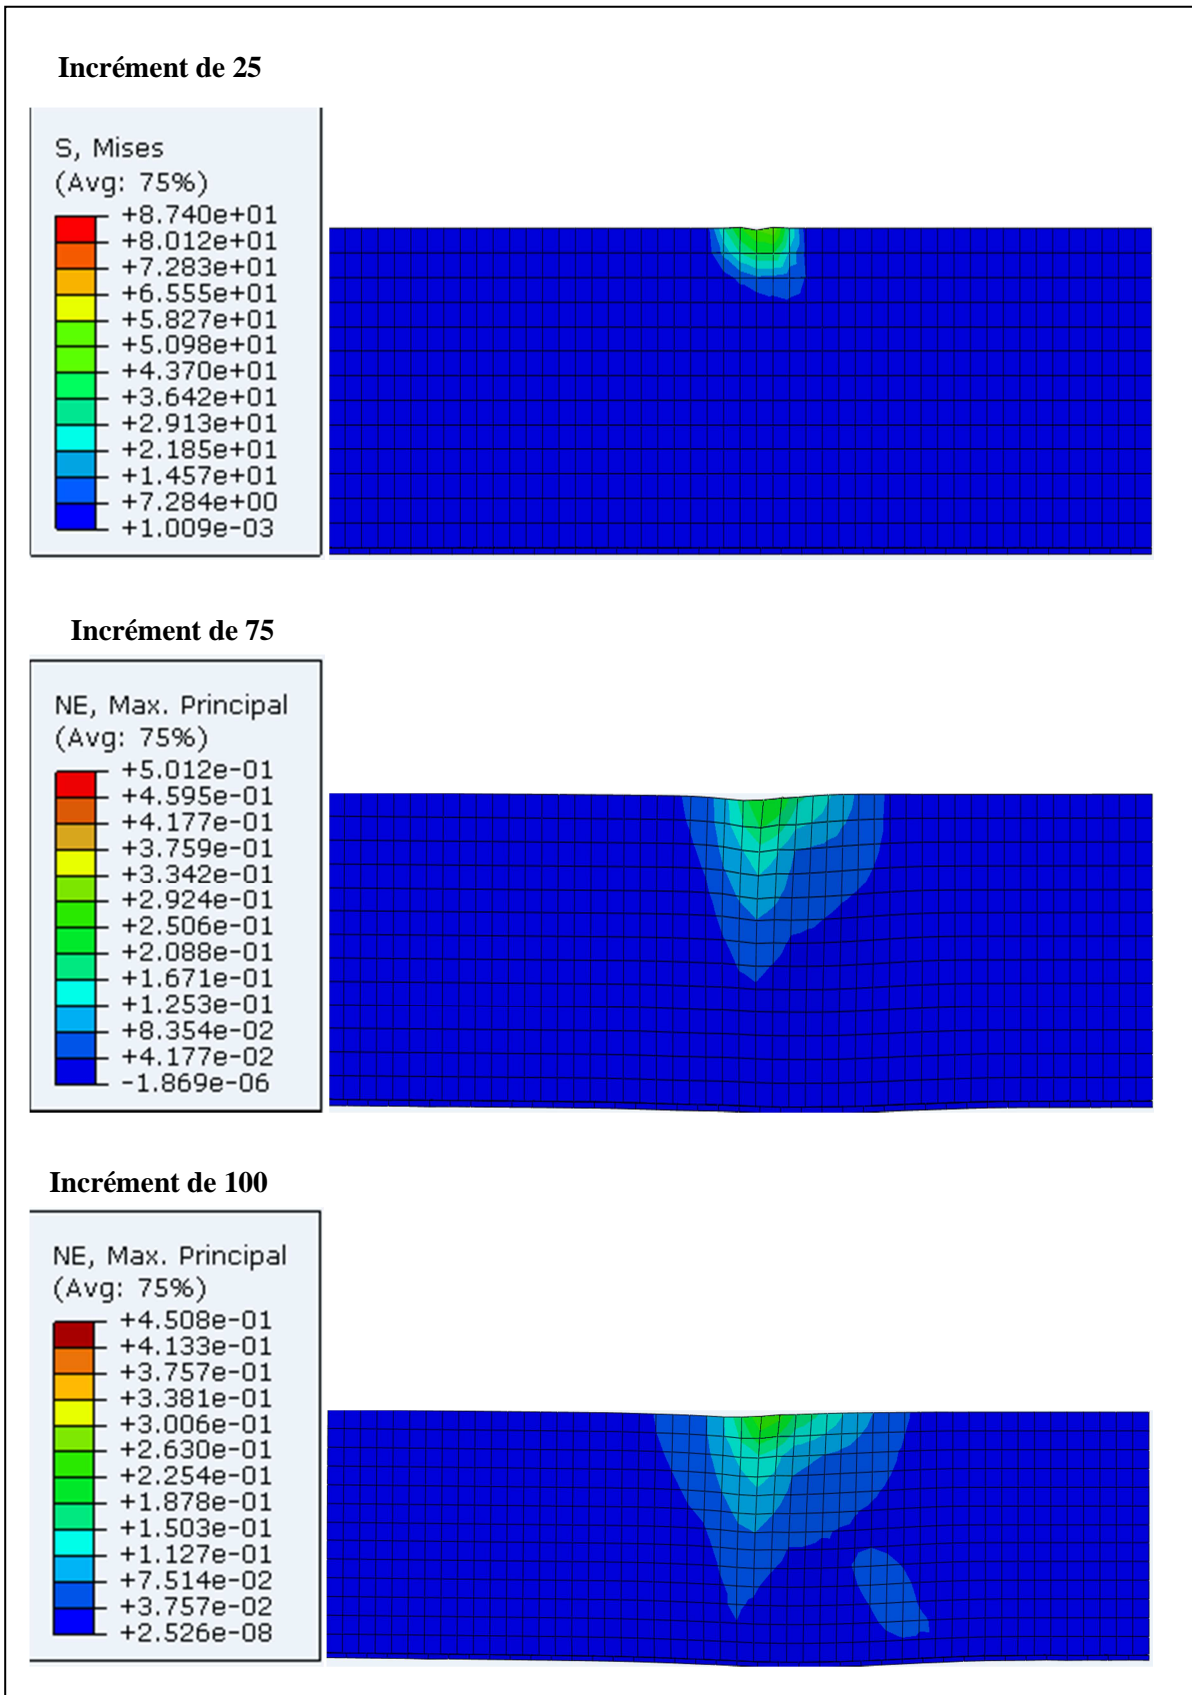 Incrément de 25
S, Mises
(Avg: 75%)
+8.740e+01
+8.012e+01
+7.283e+01
+6.555e+01
+5.827e+01
+5.098e+01
+4.370e+01
+3.642e+01
+2.913e+01
+2.185e+01
+1.457e+01
+7.284e+00
+1.009e-03
Incrément de 75
NE, Max. Principal
(Avg: 75%)
+5.012e-01
+4.595e-01
+4.177e-01
+3.759e-01
+3.342e-01
+2.924e-01
+2.506e-01
+2.088e-01
+1.671e-01
+1.253e-01
+8.354e-02
+4.177e-02
-1.869e-06
Incrément de 100
NE, Max. Principal
(Avg: 75%)
+4.508e-01
+4.133e-01
+3.757e-01
+3.381e-01
+3.006e-01
+2.630e-01
+2.254e-01
+1.878e-01
+1.503e-01
+1.127e-01
+7.514e-02
+3.757e-02
+2.526e-08